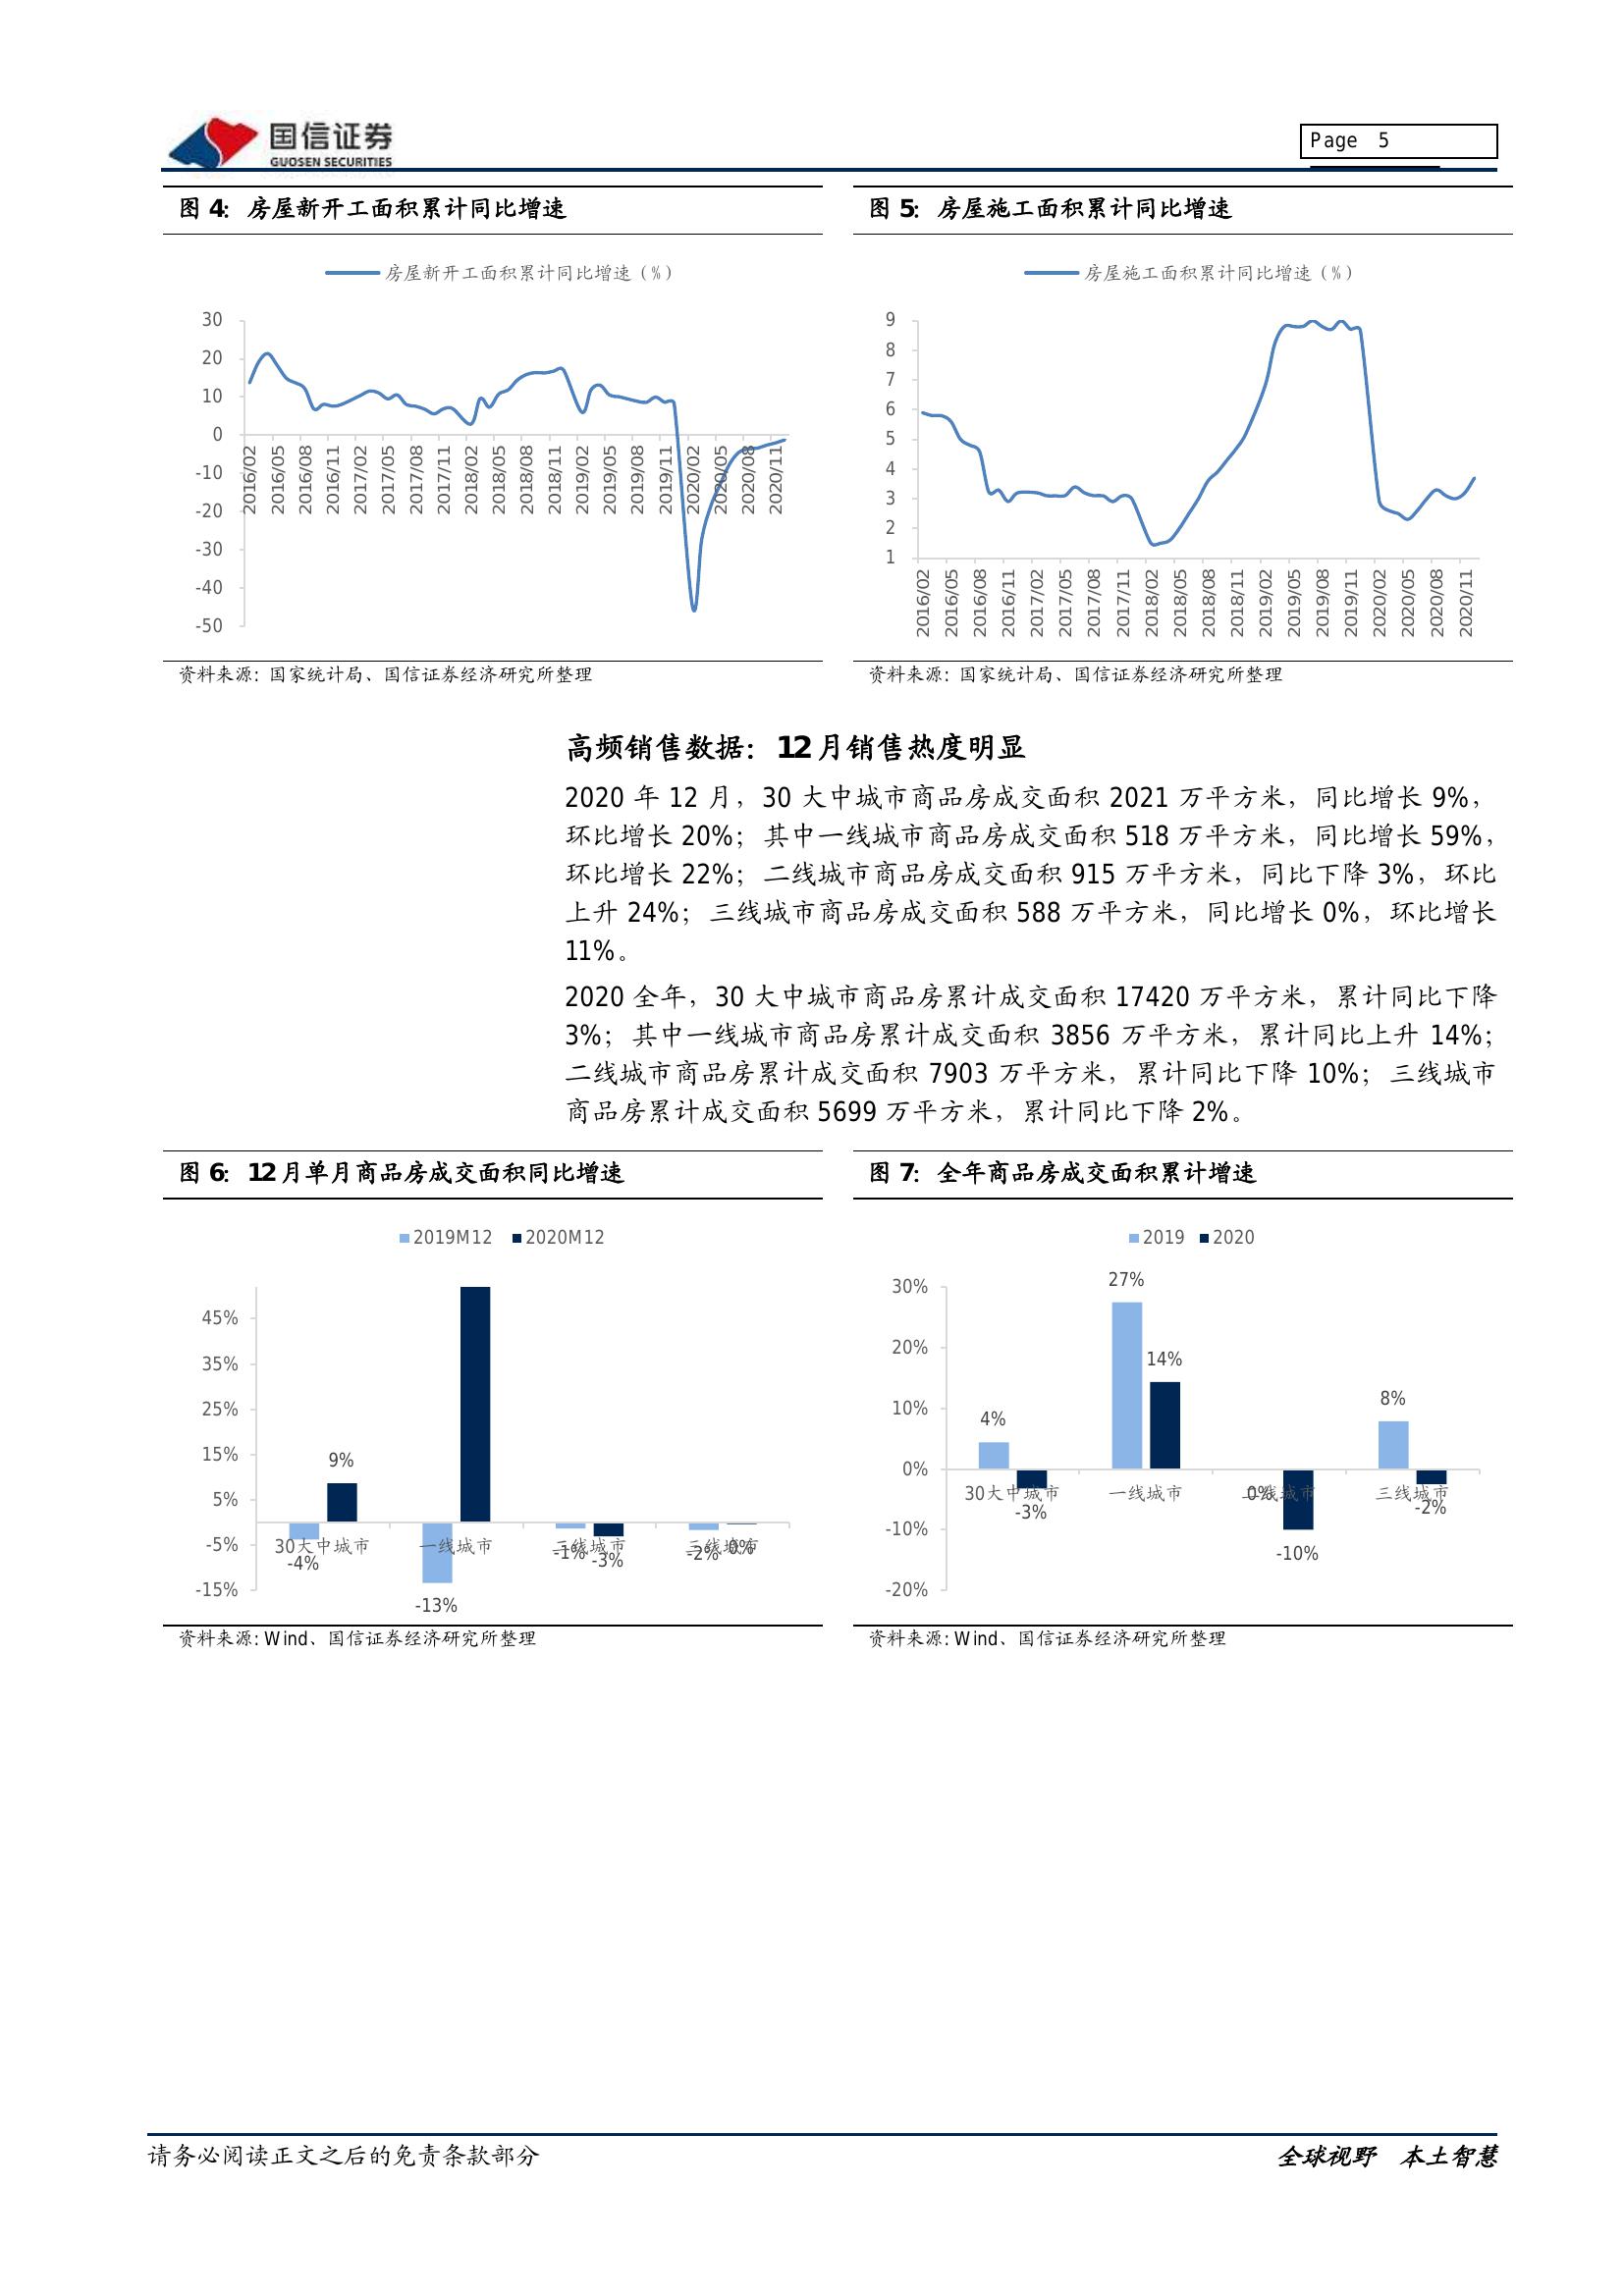 国信证券
GUOSEN SECURITIES
Page 5
图 4：房屋新开工面积累计同比增速
房屋新开工面积累计同比增速（%）
30
20
10
0
-10
-20
-30
-40
-50
2016/02
2016/05
2016/08
2016/11
2017/02
2017/05
2017/08
2017/11
2018/02
2018/05
2018/08
2018/11
2019/02
2019/05
2019/08
2019/11
2020/02
2020/05
2020/08
2020/11
资料来源：国家统计局、国信证券经济研究所整理
图 5：房屋施工面积累计同比增速
房屋施工面积累计同比增速（%）
9
8
7
6
5
4
3
2
1
2016/02
2016/05
2016/08
2016/11
2017/02
2017/05
2017/08
2017/11
2018/02
2018/05
2018/08
2018/11
2019/02
2019/05
2019/08
2019/11
2020/02
2020/05
2020/08
2020/11
资料来源：国家统计局、国信证券经济研究所整理
高频销售数据：12月销售热度明显
2020 年 12 月，30 大中城市商品房成交面积 2021 万平方米，同比增长 9%，
环比增长 20%；其中一线城市商品房成交面积 518 万平方米，同比增长 59%，
环比增长 22%；二线城市商品房成交面积 915 万平方米，同比下降 3%，环比
上升 24%；三线城市商品房成交面积 588 万平方米，同比增长 0%，环比增长
11%。
2020 全年，30 大中城市商品房累计成交面积 17420 万平方米，累计同比下降
3%；其中一线城市商品房累计成交面积 3856 万平方米，累计同比上升 14%；
二线城市商品房累计成交面积 7903 万平方米，累计同比下降 10%；三线城市
商品房累计成交面积 5699 万平方米，累计同比下降 2%。
图 6：12月单月商品房成交面积同比增速
2019M12 2020M12
45%
35%
25%
15%
5%
-5%
-15%
9%
-4%
-13%
-1%
-3%
-2%
0%
30大中城市
一线城市
二线城市
三线城市
资料来源：Wind、国信证券经济研究所整理
图 7：全年商品房成交面积累计增速
2019 2020
30%
20%
10%
0%
-10%
-20%
4%
-3%
27%
14%
0%
-10%
8%
-2%
30大中城市
一线城市
二线城市
三线城市
资料来源：Wind、国信证券经济研究所整理
请务必阅读正文之后的免责条款部分
全球视野 本土智慧